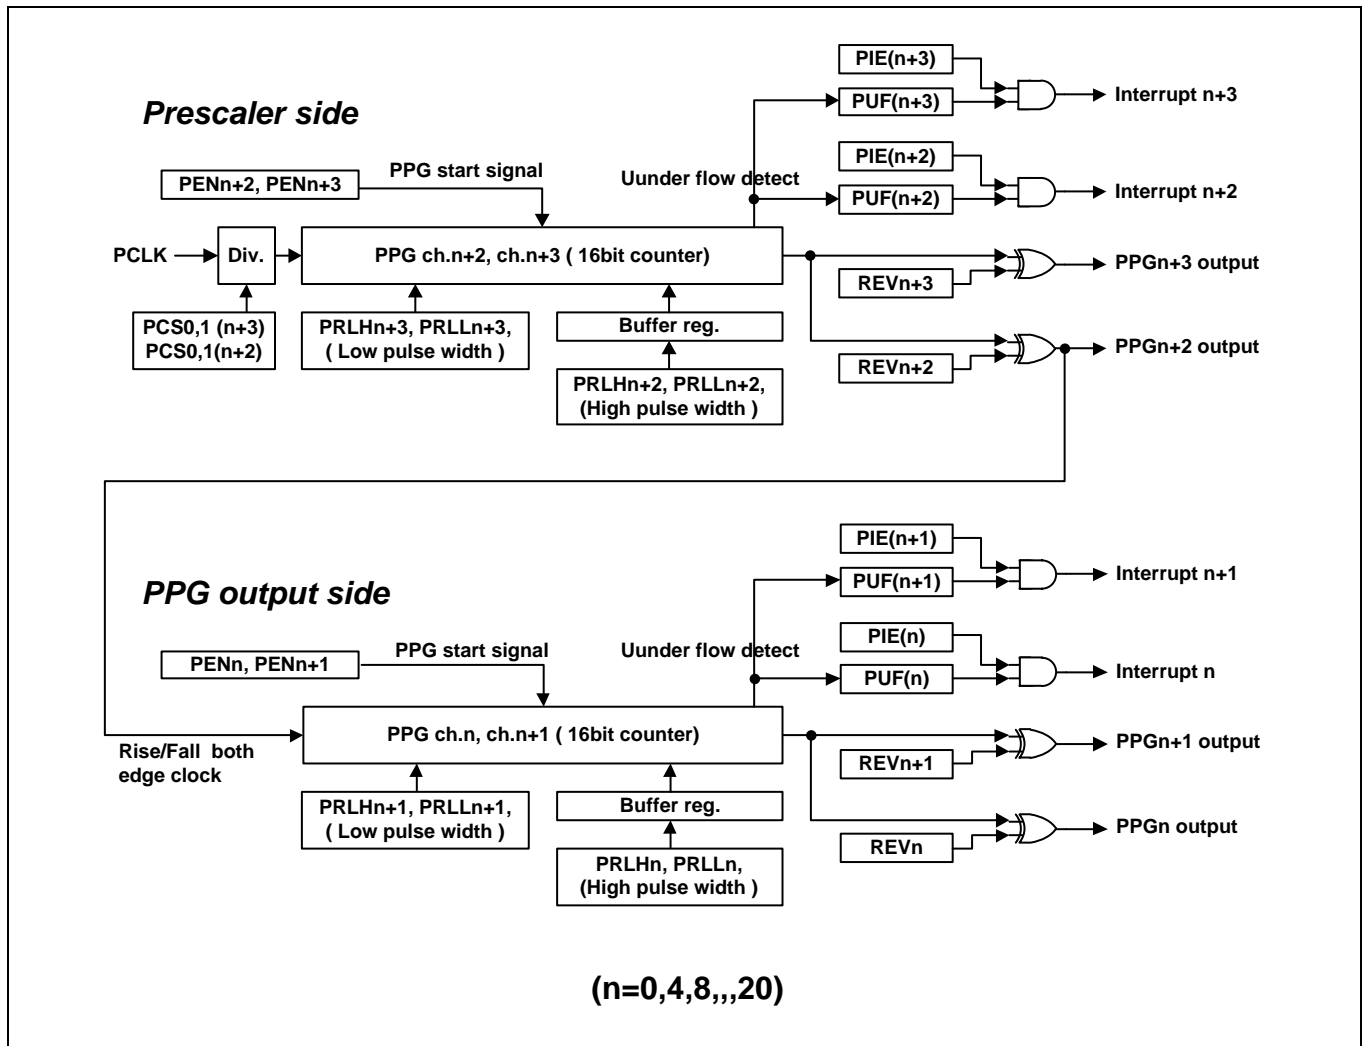 Prescaler side
PIE(n+3)
PUF(n+3)
Interrupt n+3
PIE(n+2)
PUF(n+2)
Interrupt n+2
PENn+2, PENn+3
PPG start signal
Uunder flow detect
PCLK
Div.
PPG ch.n+2, ch.n+3 ( 16bit counter)
REVn+3
PPGn+3 output
PCS0,1 (n+3)
PCS0,1(n+2)
PRLHn+3, PRLLn+3,
( Low pulse width )
Buffer reg.
PRLHn+2, PRLLn+2,
(High pulse width )
REVn+2
PPGn+2 output
PPG output side
PIE(n+1)
PUF(n+1)
Interrupt n+1
PIE(n)
PUF(n)
Interrupt n
PENn, PENn+1
PPG start signal
Uunder flow detect
Rise/Fall both
edge clock
PPG ch.n, ch.n+1 ( 16bit counter)
REVn+1
PPGn+1 output
PRLHn+1, PRLLn+1,
( Low pulse width )
Buffer reg.
PRLHn, PRLLn,
(High pulse width )
REVn
PPGn output
(n=0,4,8,,,20)